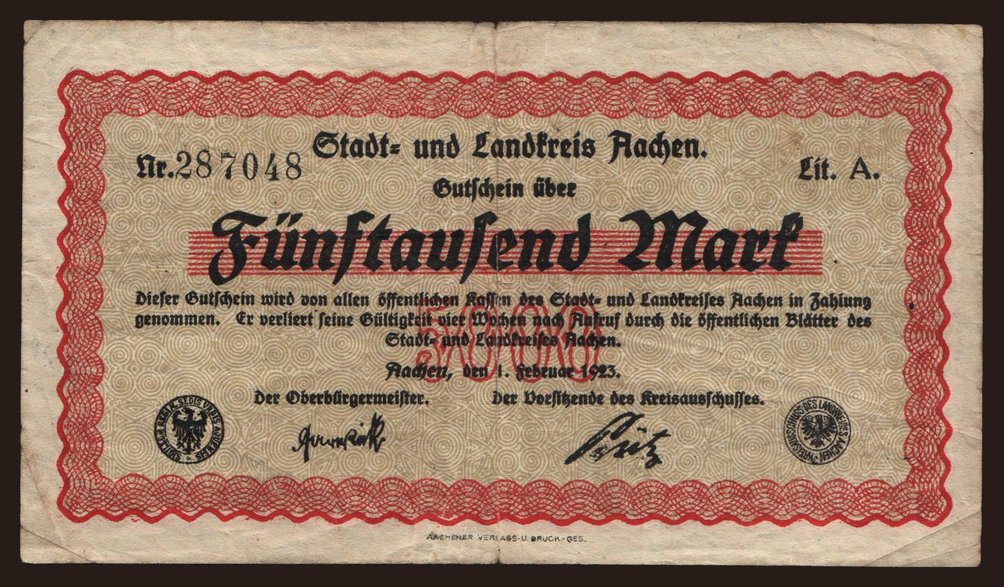 Stadt- und Landkreis Aachen.
Nr. 287048
Lit. A.
Gutschein über
Fünftausend Mark
Dieser Gutschein wird von allen öffentlichen Kassen des Stadt- und Landkreises Aachen in Zahlung
genommen. Er verliert seine Gültigkeit vier Wochen nach Aufruf durch die öffentlichen Blätter des
Stadt- und Landkreises Aachen.
5000
Aachen, den 1. Februar 1923.
Der Oberbürgermeister.
Der Vorsitzende des Kreisausschusses.
AACHENER VERLAGS- U. DRUCK.-GES.